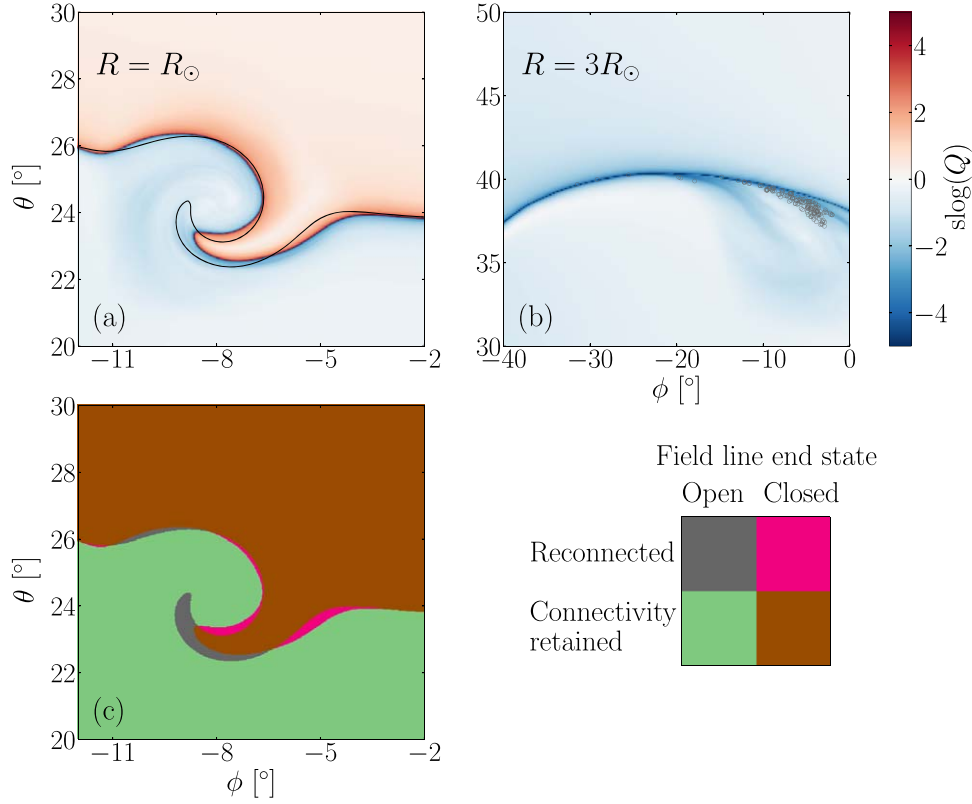 R = R☉
30
28
26
24
22
20
θ [°]
(a)
−11
−8
−5
−2
R = 3R☉
50
45
40
35
30
(b)
−40
−30
−20
−10
0
ϕ [°]
4
2
0
−2
−4
slog(Q)
30
28
26
24
22
20
θ [°]
(c)
−11
−8
−5
−2
ϕ [°]
Field line end state
Open Closed
Reconnected
Connectivity
retained